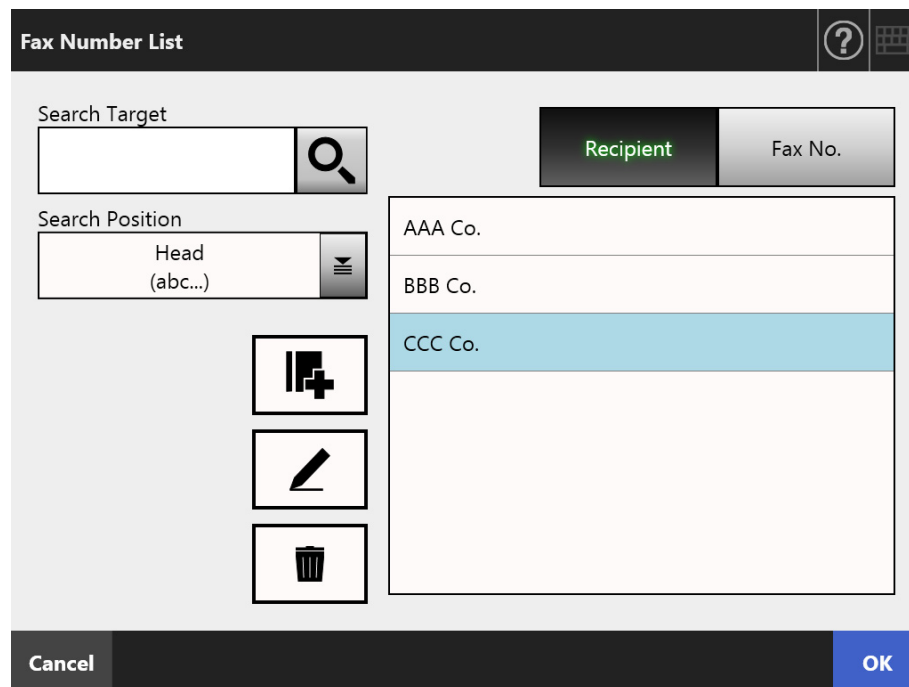 Fax Number List
?
Search Target
Recipient
Fax No.
Search Position
Head
(abc...)
AAA Co.
BBB Co.
CCC Co.
Cancel
OK